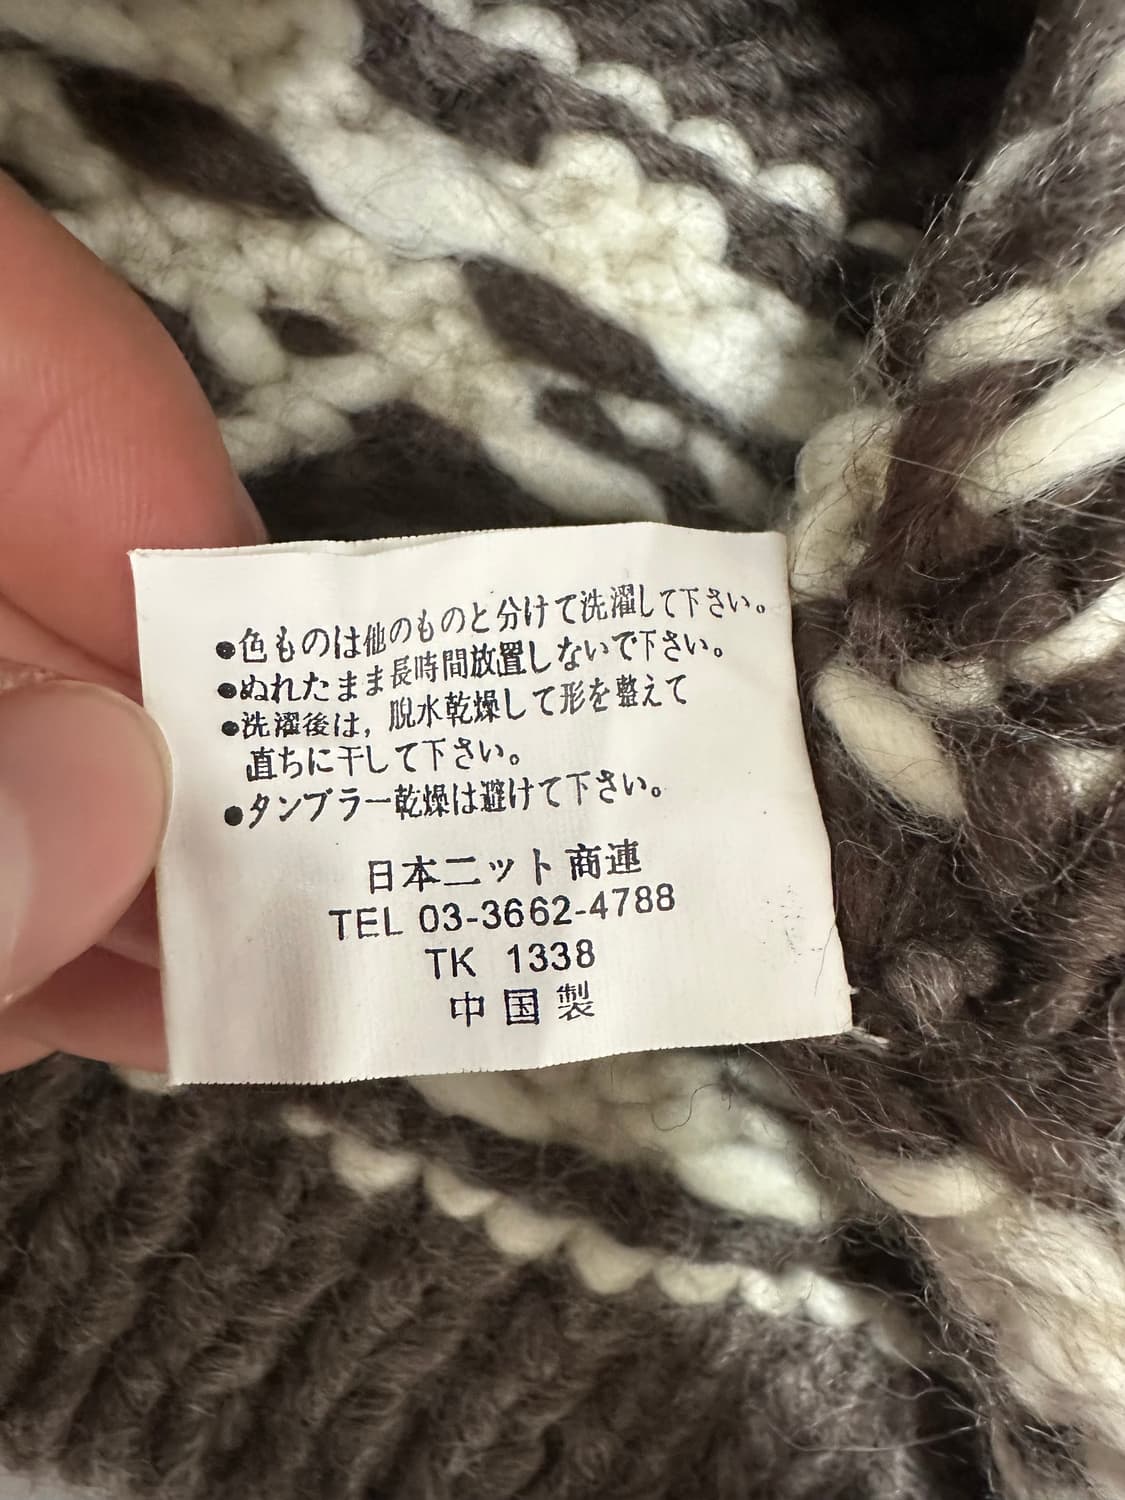 ●色ものは他のものと分けて洗濯して下さい。
●ぬれたまま長時間放置しないで下さい。
●洗濯後は，脱水乾燥して形を整えて
直ちに干して下さい。
●タンブラー乾燥は避けて下さい。
日本ニット商連
TEL 03-3662-4788
TK 1338
中国製